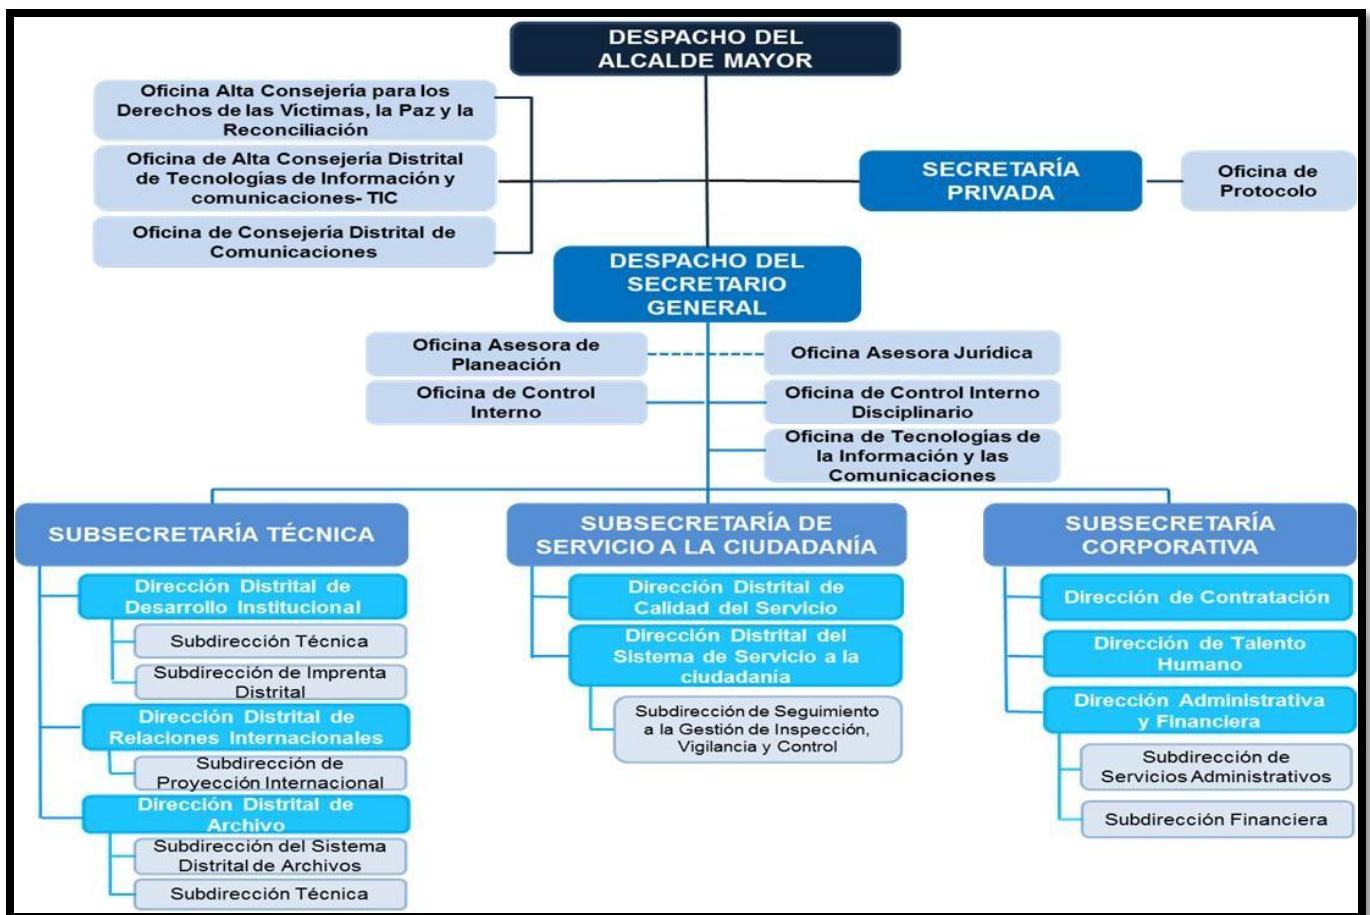 DESPACHO DEL
ALCALDE MAYOR
Oficina Alta Consejería para los
Derechos de las Víctimas, la Paz y la
Reconciliación
Oficina de Alta Consejería Distrital
de Tecnologías de Información y
comunicaciones- TIC
Oficina de Consejería Distrital de
Comunicaciones
SECRETARÍA
PRIVADA
Oficina de
Protocolo
DESPACHO DEL
SECRETARIO
GENERAL
Oficina Asesora de
Planeación
Oficina Asesora Jurídica
Oficina de Control
Interno
Oficina de Control Interno
Disciplinario
Oficina de Tecnologías de
la Información y las
Comunicaciones
SUBSECRETARÍA TÉCNICA
Dirección Distrital de
Desarrollo Institucional
Subdirección Técnica
Subdirección de Imprenta
Distrital
Dirección Distrital de
Relaciones Internacionales
Subdirección de
Proyección Internacional
Dirección Distrital de
Archivo
Subdirección del Sistema
Distrital de Archivos
Subdirección Técnica
SUBSECRETARÍA DE
SERVICIO A LA CIUDADANÍA
Dirección Distrital de
Calidad del Servicio
Dirección Distrital del
Sistema de Servicio a la
ciudadanía
Subdirección de Seguimiento
a la Gestión de Inspección,
Vigilancia y Control
SUBSECRETARÍA
CORPORATIVA
Dirección de Contratación
Dirección de Talento
Humano
Dirección Administrativa
y Financiera
Subdirección de
Servicios Administrativos
Subdirección Financiera